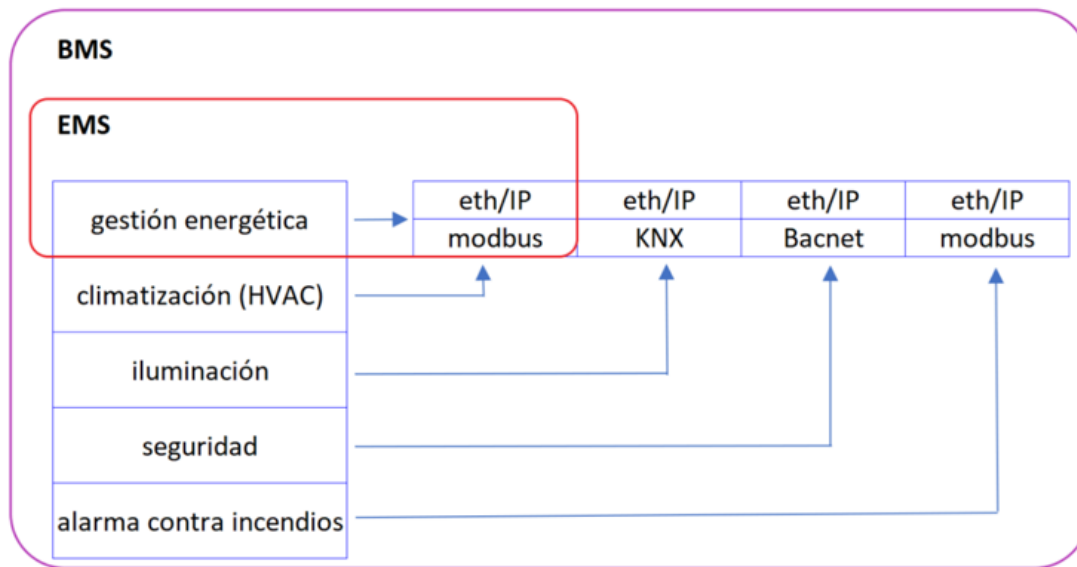 BMS
EMS
gestión energética
eth/IP eth/IP eth/IP eth/IP
modbus KNX Bacnet modbus
climatización (HVAC)
iluminación
seguridad
alarma contra incendios